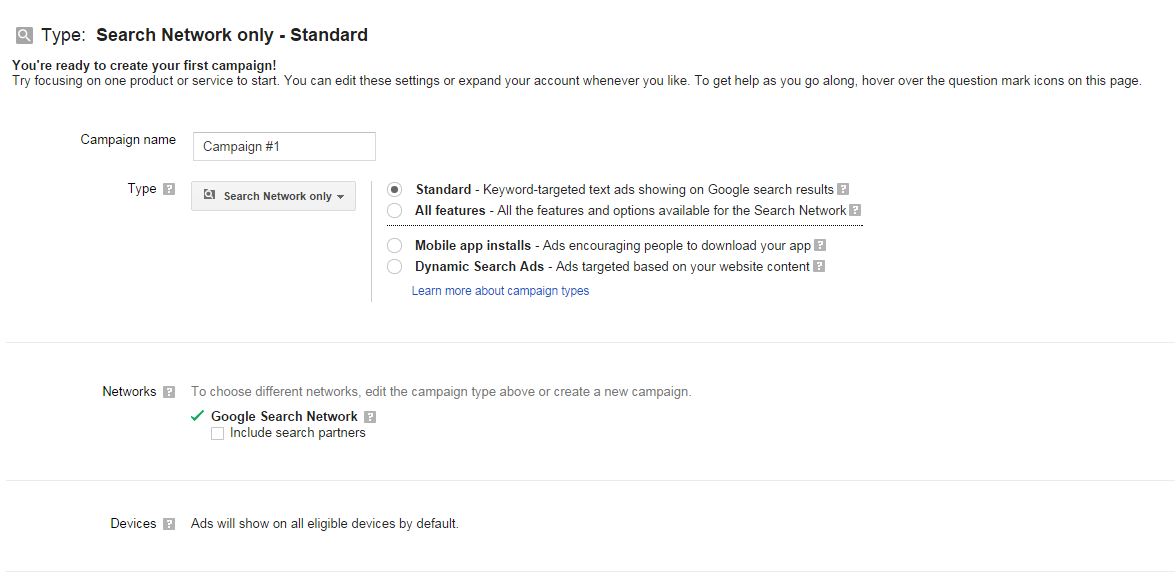 Type: Search Network only - Standard
You're ready to create your first campaign!
Try focusing on one product or service to start. You can edit these settings or expand your account whenever you like. To get help as you go along, hover over the question mark icons on this page.
Campaign name Campaign #1
Type ? Search Network only
Standard - Keyword-targeted text ads showing on Google search results ?
All features - All the features and options available for the Search Network ?
Mobile app installs - Ads encouraging people to download your app ?
Dynamic Search Ads - Ads targeted based on your website content ?
Learn more about campaign types
Networks ? To choose different networks, edit the campaign type above or create a new campaign.
Google Search Network ?
Include search partners
Devices ? Ads will show on all eligible devices by default.